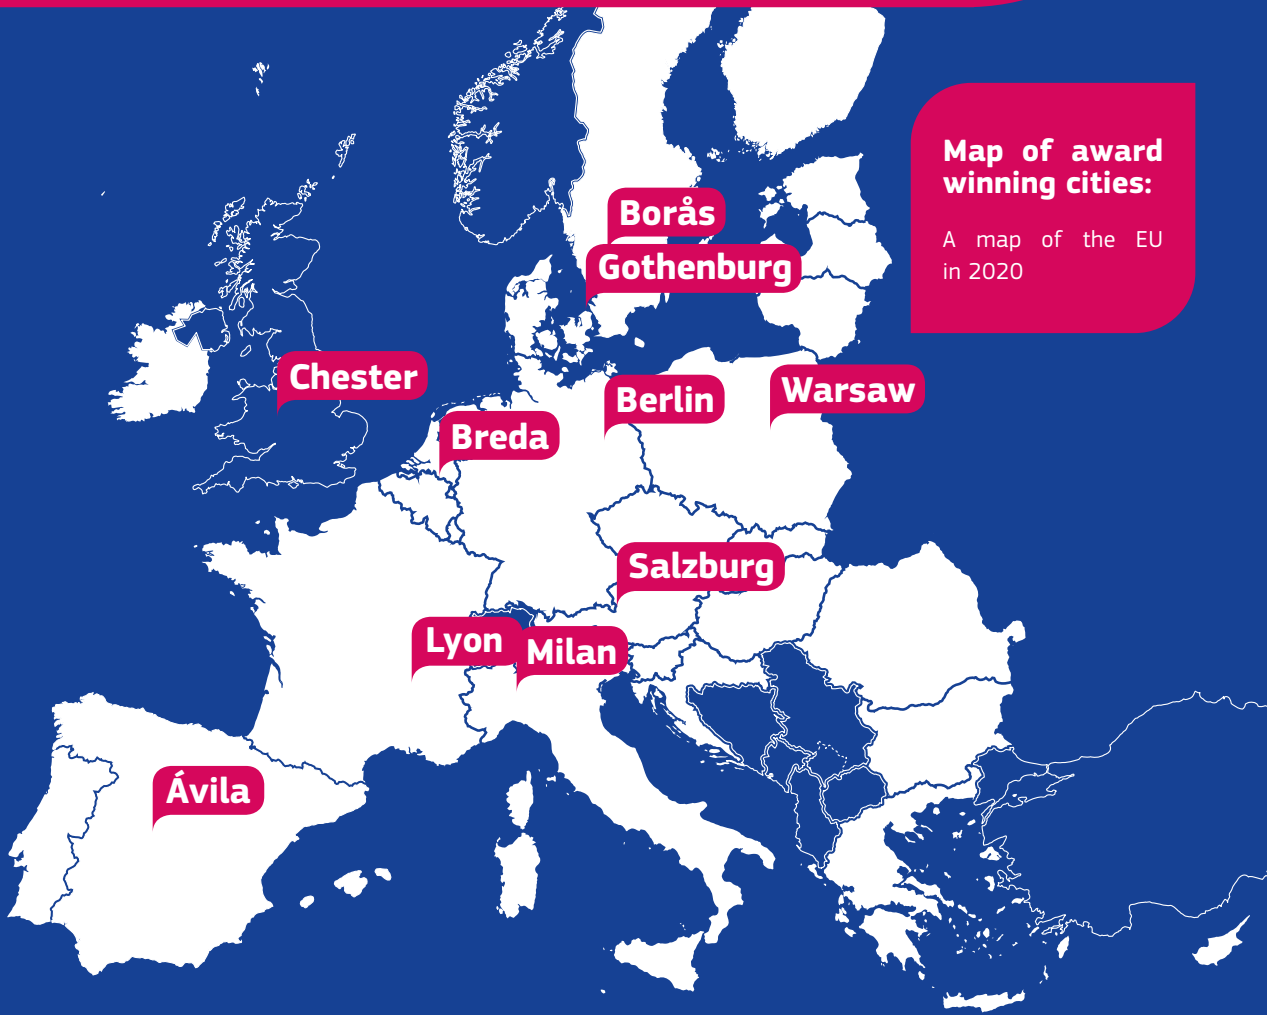 Map of award
winning cities:
A map of the EU
in 2020
Borås
Gothenburg
Chester
Berlin
Warsaw
Breda
Salzburg
Lyon
Milan
Ávila